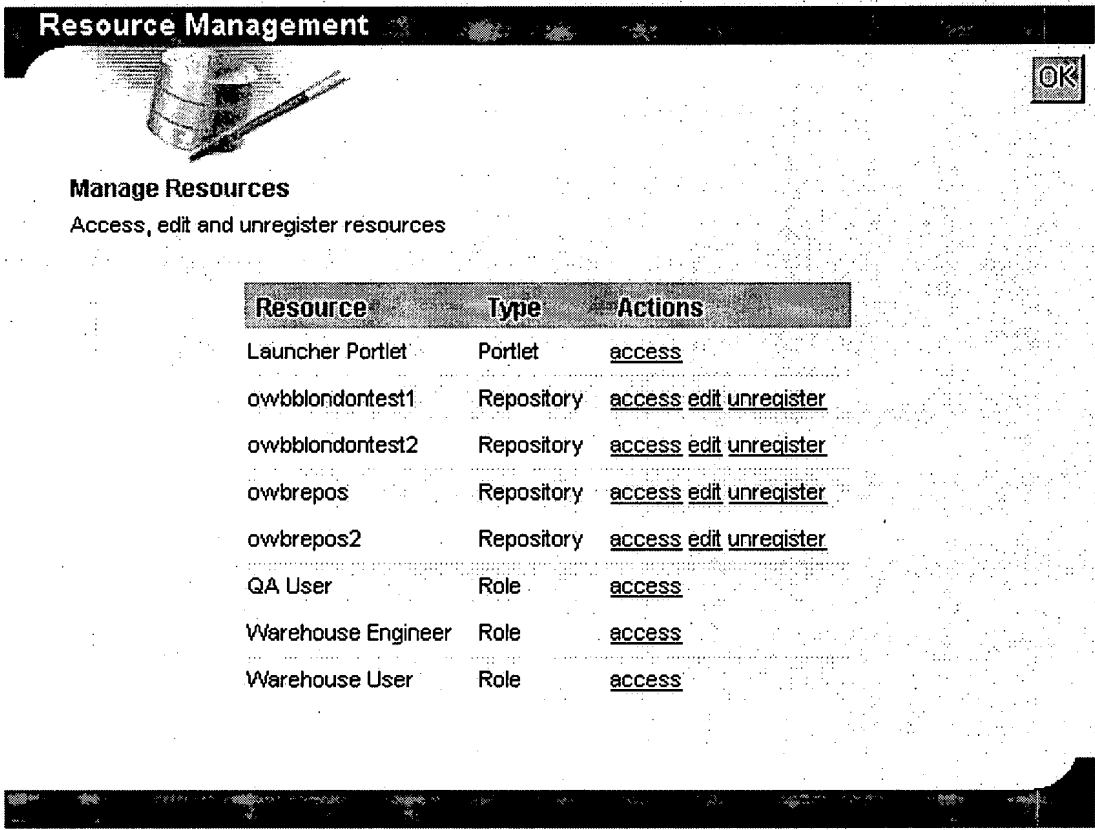 Resource Management
OK
Manage Resources
Access, edit and unregister resources
Resource Type Actions
Launcher Portlet Portlet access
owbblondontest1 Repository access edit unregister
owbblondontest2 Repository access edit unregister
owbrepos Repository access edit unregister
owbrepos2 Repository access edit unregister
QA User Role access
Warehouse Engineer Role access
Warehouse User Role access